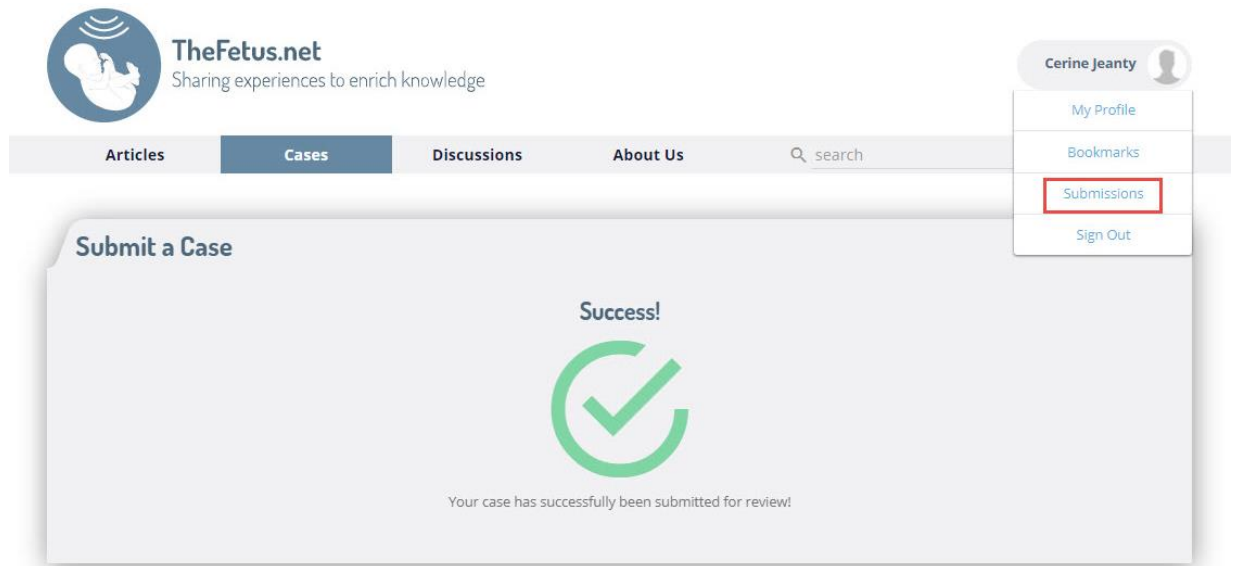 TheFetus.net
Sharing experiences to enrich knowledge
Cerine Jeanty
My Profile
Bookmarks
Submissions
Sign Out
Articles
Cases
Discussions
About Us
search
Submit a Case
Success!
Your case has successfully been submitted for review!